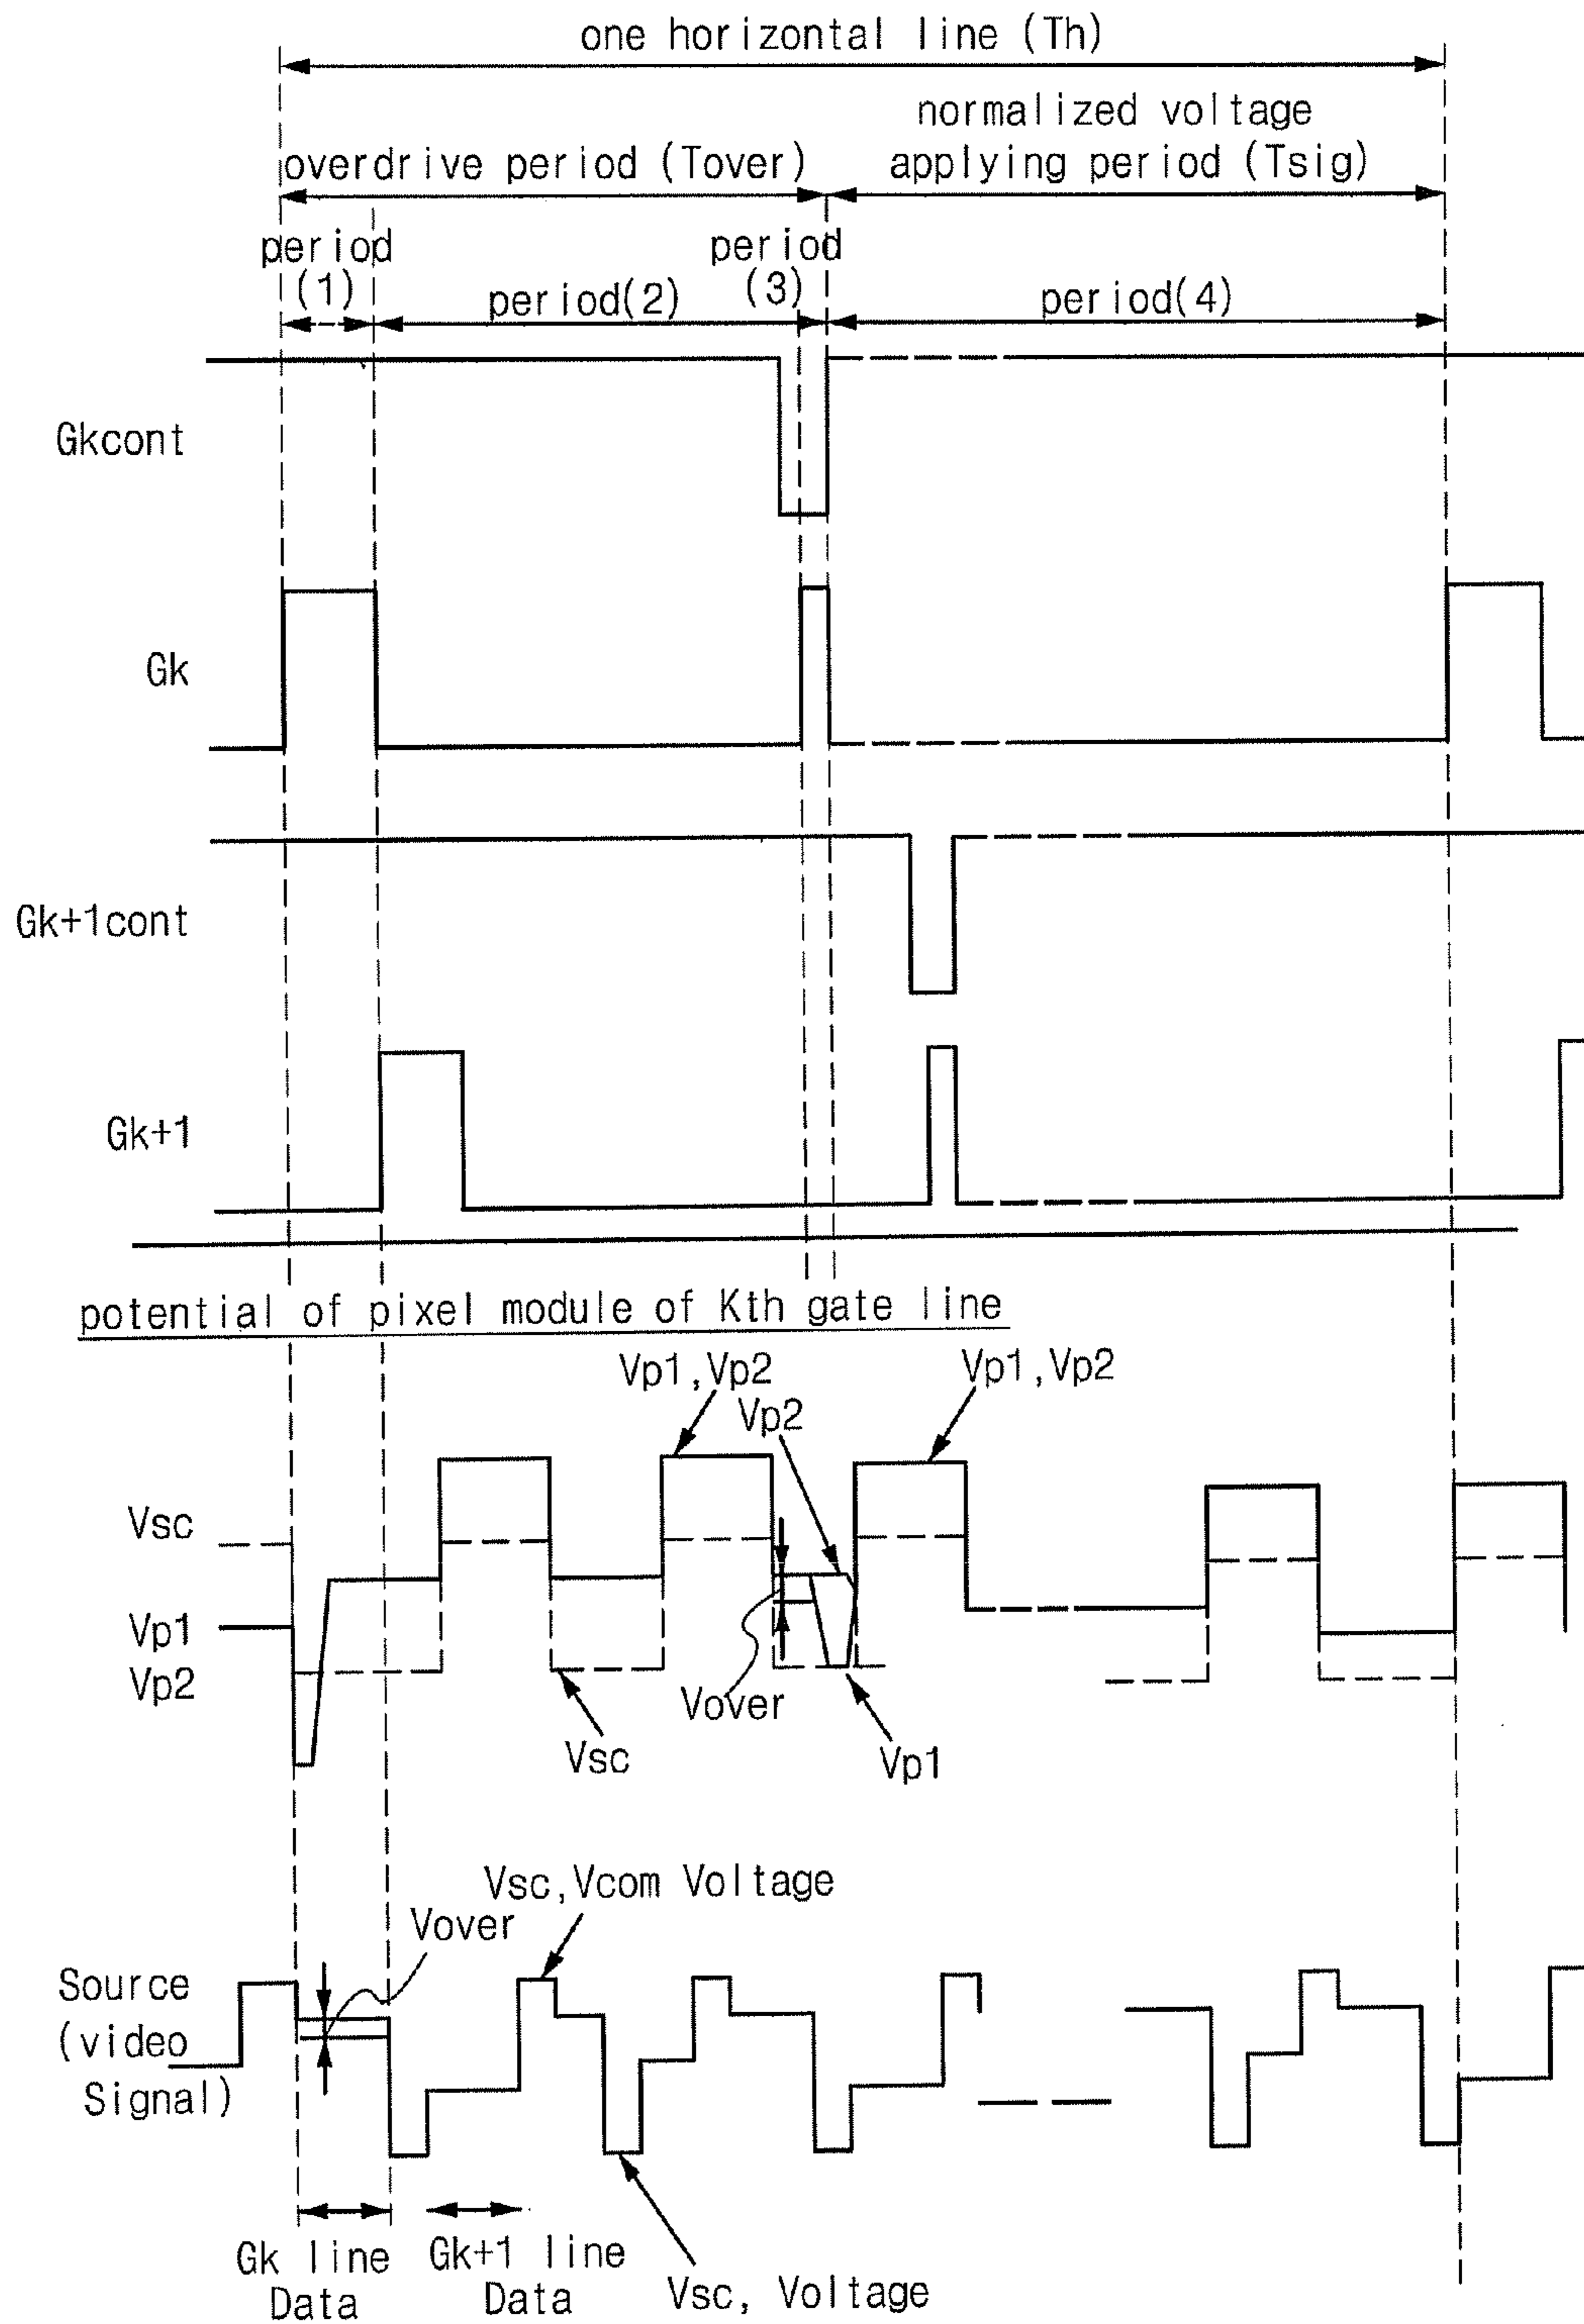 one horizontal line (Th)
normalized voltage
overdrive period (Tover)
applying period (Tsig)
period
(1)
period(2)
period
(3)
period(4)
Gkcont
Gk
Gk+1cont
Gk+1
potential of pixel module of Kth gate line
Vp1,Vp2
Vp2
Vp1,Vp2
Vsc
Vp1
Vp2
Vover
Vsc
Vp1
Vsc,Vcom Voltage
Vover
Source
(video
Signal)
Gk line
Data
Gk+1 line
Data
Vsc, Voltage